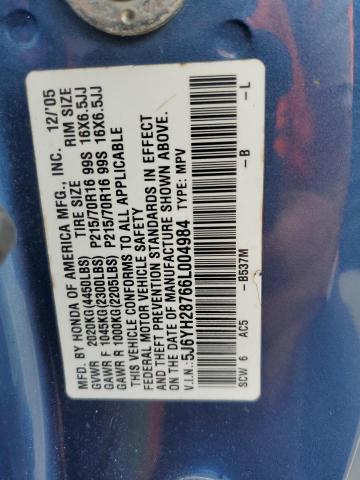 MFD. BY HONDA OF AMERICA MFG., INC. 12/'05
TIRE SIZE RIM SIZE
GVWR 2020KG(4450LBS) P215/70R16 99S 16X6.5JJ
GAWR F 1045KG(2300LBS) P215/70R16 99S 16X6.5JJ
GAWR R 1000KG(2205LBS)
THIS VEHICLE CONFORMS TO ALL APPLICABLE
FEDERAL MOTOR VEHICLE SAFETY AND
THEFT PREVENTION STANDARDS IN EFFECT
ON THE DATE OF MANUFACTURE SHOWN ABOVE.
V.I.N.:5J6YH28766L004984 TYPE: MPV
SCW 6 AC5 -B537M -B -L